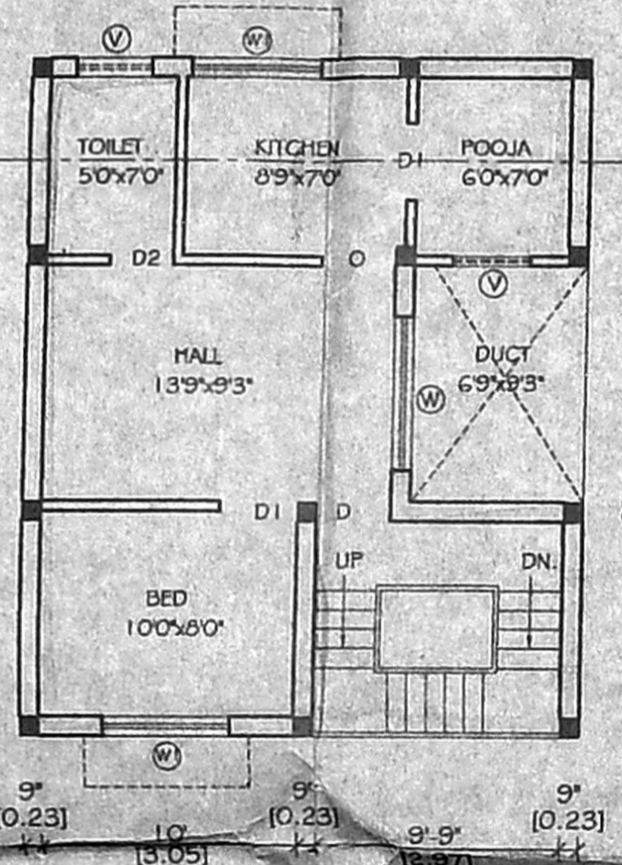 V
W1
TOILET
5'0"x7'0"
KITCHEN
8'9"x7'0"
D1
POOJA
6'0"x7'0"
D2
O
V
HALL
13'9"x9'3"
DUCT
6'9"x9'3"
W
D1
D
UP
DN.
BED
10'0"x8'0"
W1
9"
[0.23]
9"
[0.23]
9"
[0.23]
10'
[3.05]
9'-9"
[2.97]